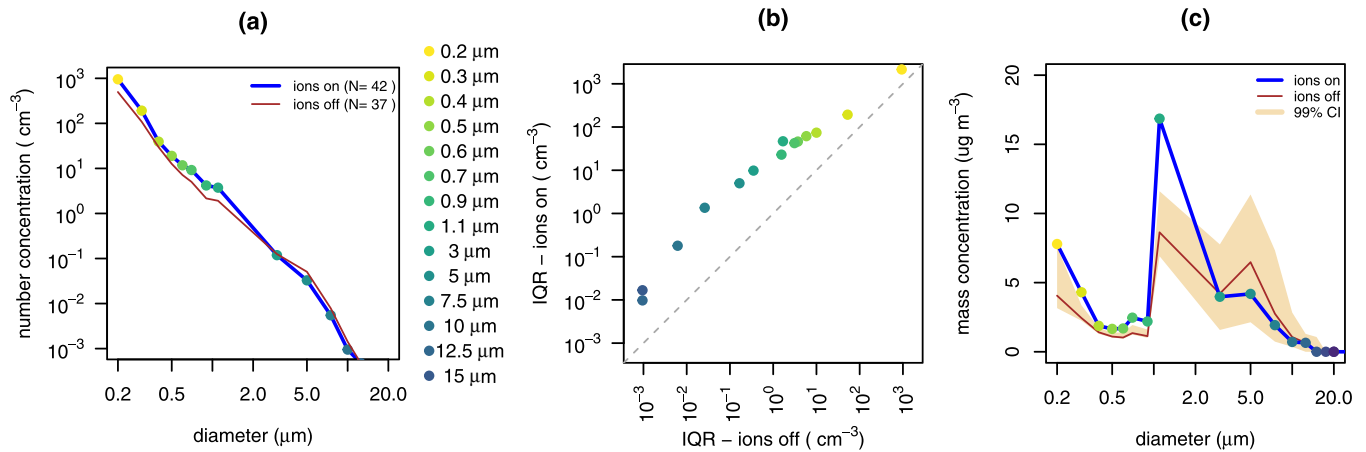 (a)
number concentration ( cm⁻³)
10³
10²
10¹
10⁰
10⁻¹
10⁻²
10⁻³
ions on (N= 42 )
ions off (N= 37 )
0.2 0.5 2.0 5.0 20.0
diameter (μm)
0.2 μm
0.3 μm
0.4 μm
0.5 μm
0.6 μm
0.7 μm
0.9 μm
1.1 μm
3 μm
5 μm
7.5 μm
10 μm
12.5 μm
15 μm
(b)
IQR − ions on ( cm⁻³)
10³
10²
10¹
10⁰
10⁻¹
10⁻²
10⁻³
10⁻³ 10⁻² 10⁻¹ 10⁰ 10¹ 10² 10³
IQR − ions off ( cm⁻³)
(c)
mass concentration (ug m⁻³)
20
15
10
5
0
ions on
ions off
99% CI
0.2 0.5 2.0 5.0 20.0
diameter (μm)